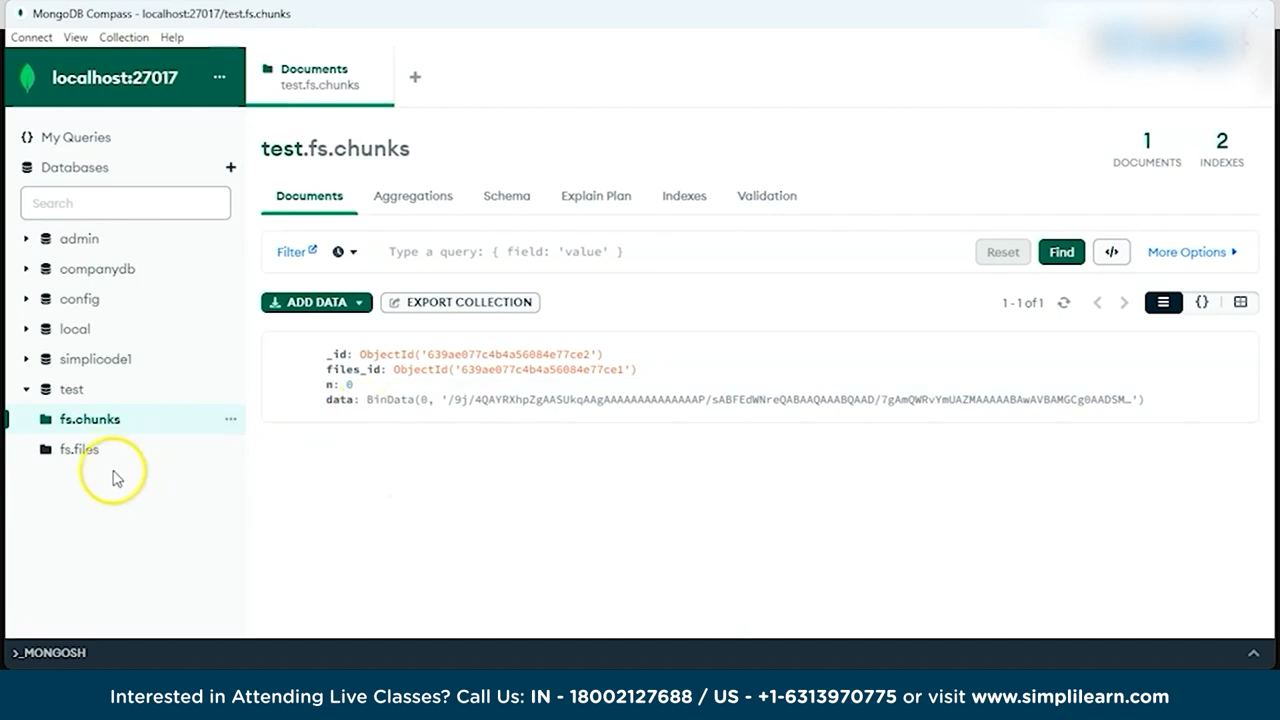 MongoDB Compass - localhost:27017/test.fs.chunks
Connect View Collection Help
localhost:27017 ...
Documents
test.fs.chunks
+
{} My Queries
Databases +
Search
admin
companydb
config
local
simplicode1
test
fs.chunks ...
fs.files
test.fs.chunks
1
DOCUMENTS
2
INDEXES
Documents Aggregations Schema Explain Plan Indexes Validation
Filter Type a query: { field: 'value' } Reset Find </> More Options
ADD DATA EXPORT COLLECTION 1 - 1 of 1 {}
_id: ObjectId('639ae077c4b4a56084e77ce2')
files_id: ObjectId('639ae077c4b4a56084e77ce1')
n: 0
data: BinData(0, '/9j/4QAYRXhpZgAASUkqAAgAAAAAAAAAAAAAAP/sABFEdWNreQABAAQAAABQAAD/7gAmQWRvYmUAZMAAAAABAwAVBAMGCg0AADSM…')
>_MONGOSH
Interested in Attending Live Classes? Call Us: IN - 18002127688 / US - +1-6313970775 or visit www.simplilearn.com